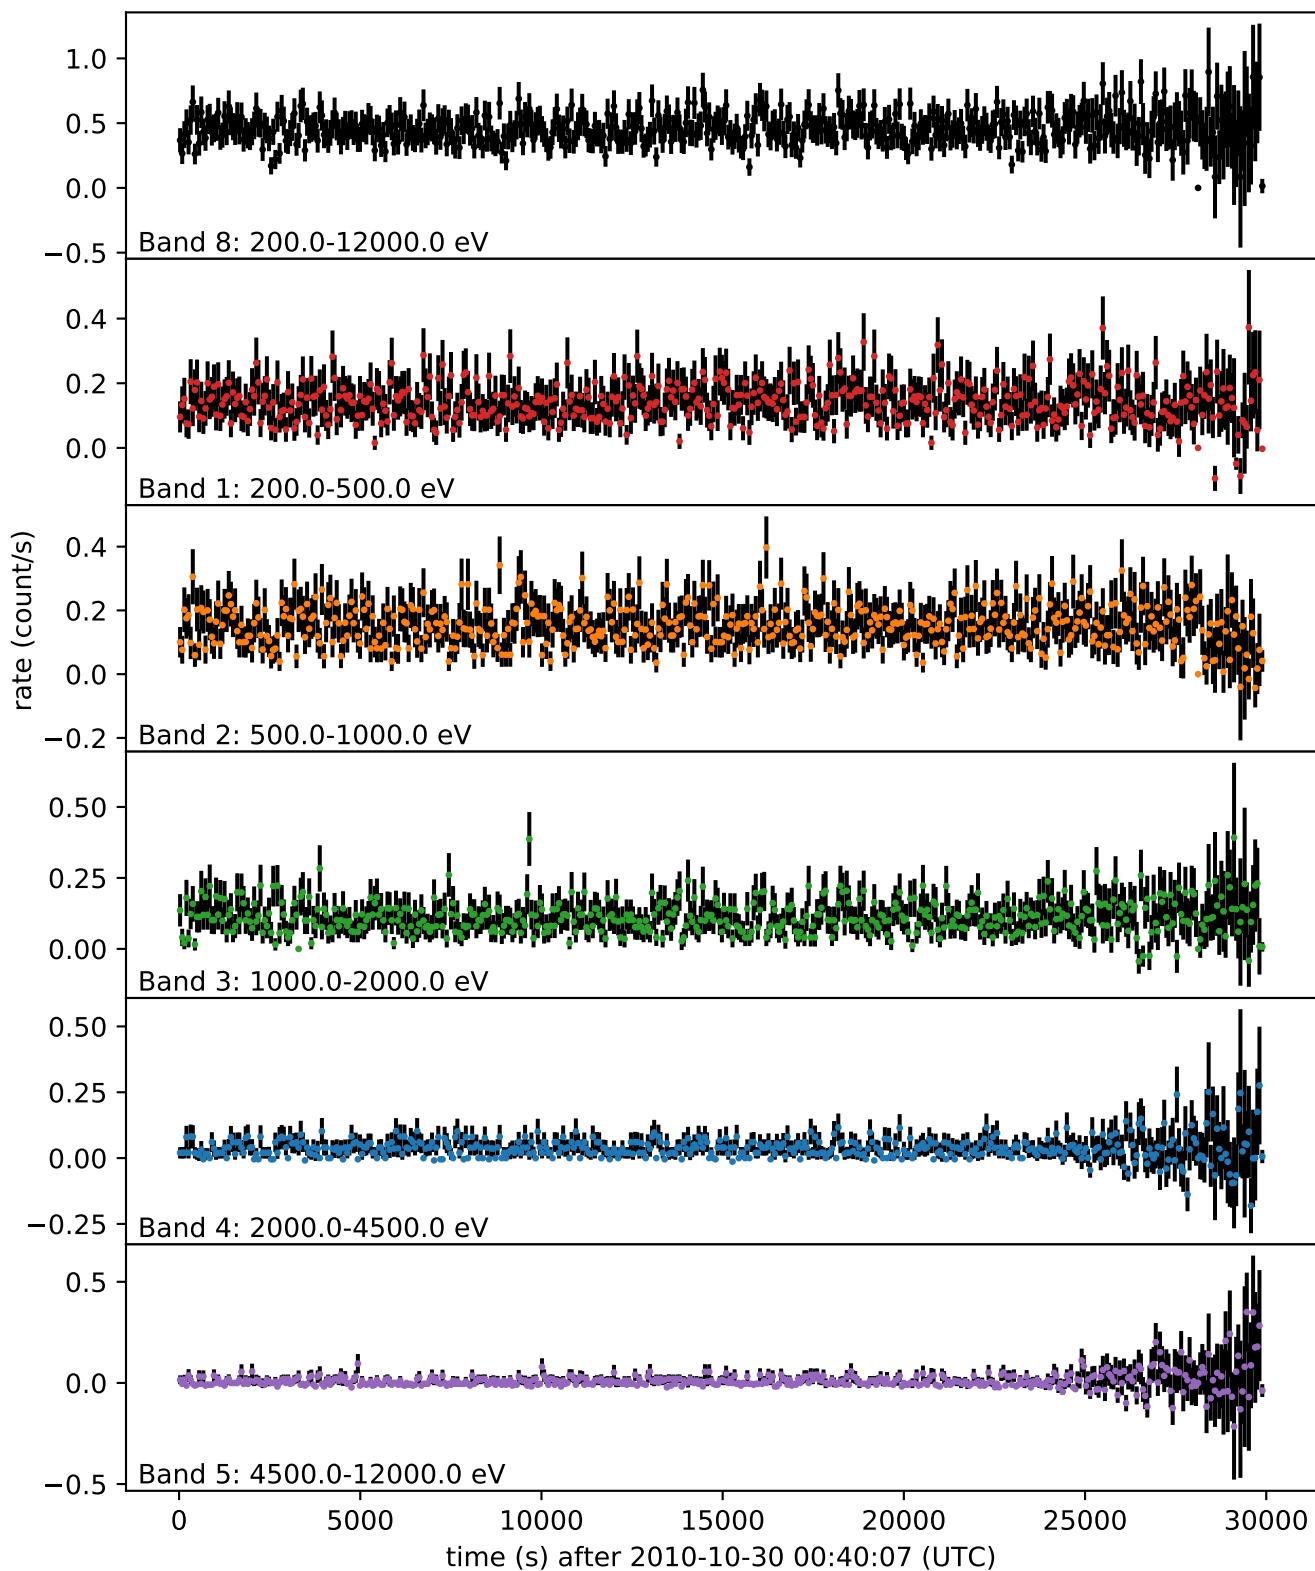 1.0
0.5
0.0
−0.5
Band 8: 200.0-12000.0 eV
0.4
0.2
0.0
Band 1: 200.0-500.0 eV
rate (count/s)
0.4
0.2
0.0
−0.2
Band 2: 500.0-1000.0 eV
0.50
0.25
0.00
Band 3: 1000.0-2000.0 eV
0.50
0.25
0.00
−0.25
Band 4: 2000.0-4500.0 eV
0.5
0.0
−0.5
Band 5: 4500.0-12000.0 eV
0 5000 10000 15000 20000 25000 30000
time (s) after 2010-10-30 00:40:07 (UTC)